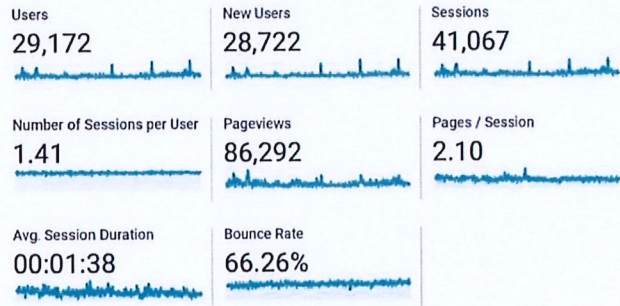 Users
29,172
New Users
28,722
Sessions
41,067
Number of Sessions per User
1.41
Pageviews
86,292
Pages / Session
2.10
Avg. Session Duration
00:01:38
Bounce Rate
66.26%